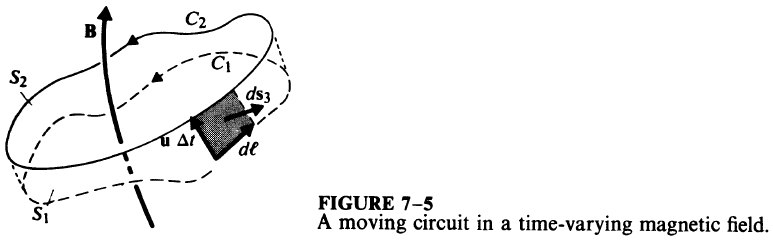 B
C₂
C₁
S₂
ds₃
u Δt
dℓ
S₁
FIGURE 7–5
A moving circuit in a time-varying magnetic field.